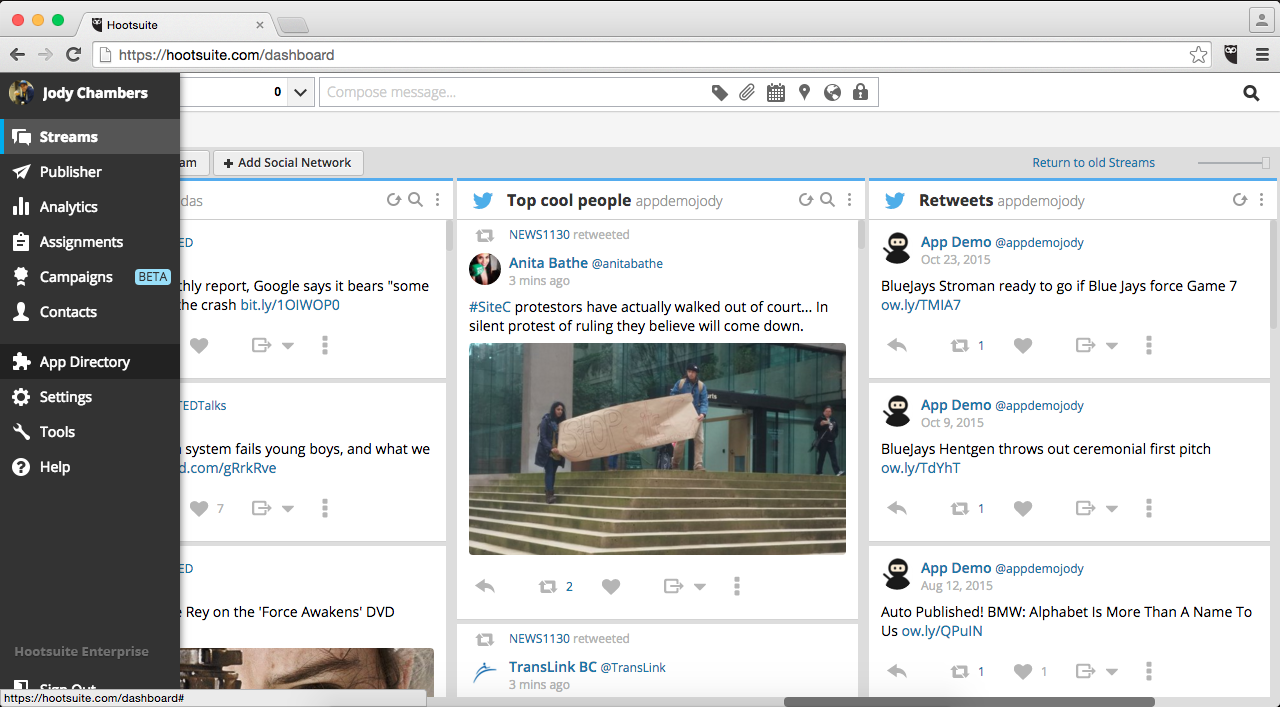 Hootsuite
https://hootsuite.com/dashboard
Jody Chambers
0
Compose message...
Streams
Publisher
Analytics
Assignments
Campaigns BETA
Contacts
App Directory
Settings
Tools
Help
Hootsuite Enterprise
Sign Out
https://hootsuite.com/dashboard#
am
+ Add Social Network
Return to old Streams
das
ED
thly report, Google says it bears "some
the crash bit.ly/1OIWOP0
TEDTalks
system fails young boys, and what we
d.com/gRrkRve
7
ED
e Rey on the 'Force Awakens' DVD
Top cool people appdemojody
NEWS1130 retweeted
Anita Bathe @anitabathe
3 mins ago
#SiteC protestors have actually walked out of court... In
silent protest of ruling they believe will come down.
2
NEWS1130 retweeted
TransLink BC @TransLink
3 mins ago
Retweets appdemojody
App Demo @appdemojody
Oct 23, 2015
BlueJays Stroman ready to go if Blue Jays force Game 7
ow.ly/TMIA7
1
App Demo @appdemojody
Oct 9, 2015
BlueJays Hentgen throws out ceremonial first pitch
ow.ly/TdYhT
1
App Demo @appdemojody
Aug 12, 2015
Auto Published! BMW: Alphabet Is More Than A Name To
Us ow.ly/QPuIN
1 1